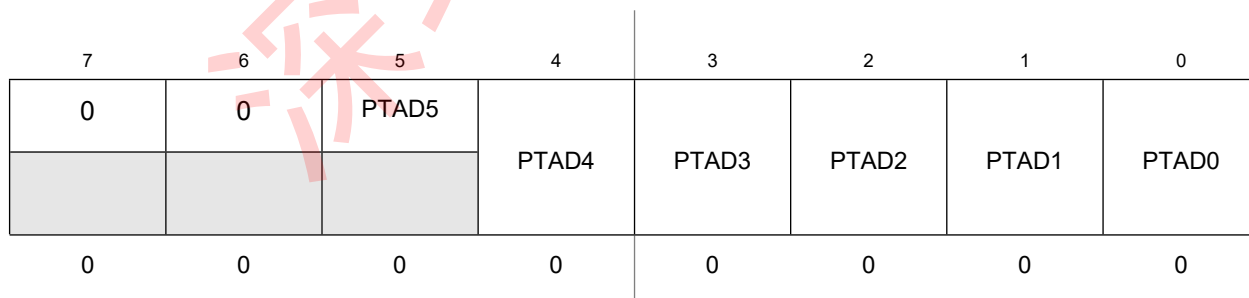 7 6 5 4 3 2 1 0
0 0 PTAD5
PTAD4 PTAD3 PTAD2 PTAD1 PTAD0
0 0 0 0 0 0 0 0
深